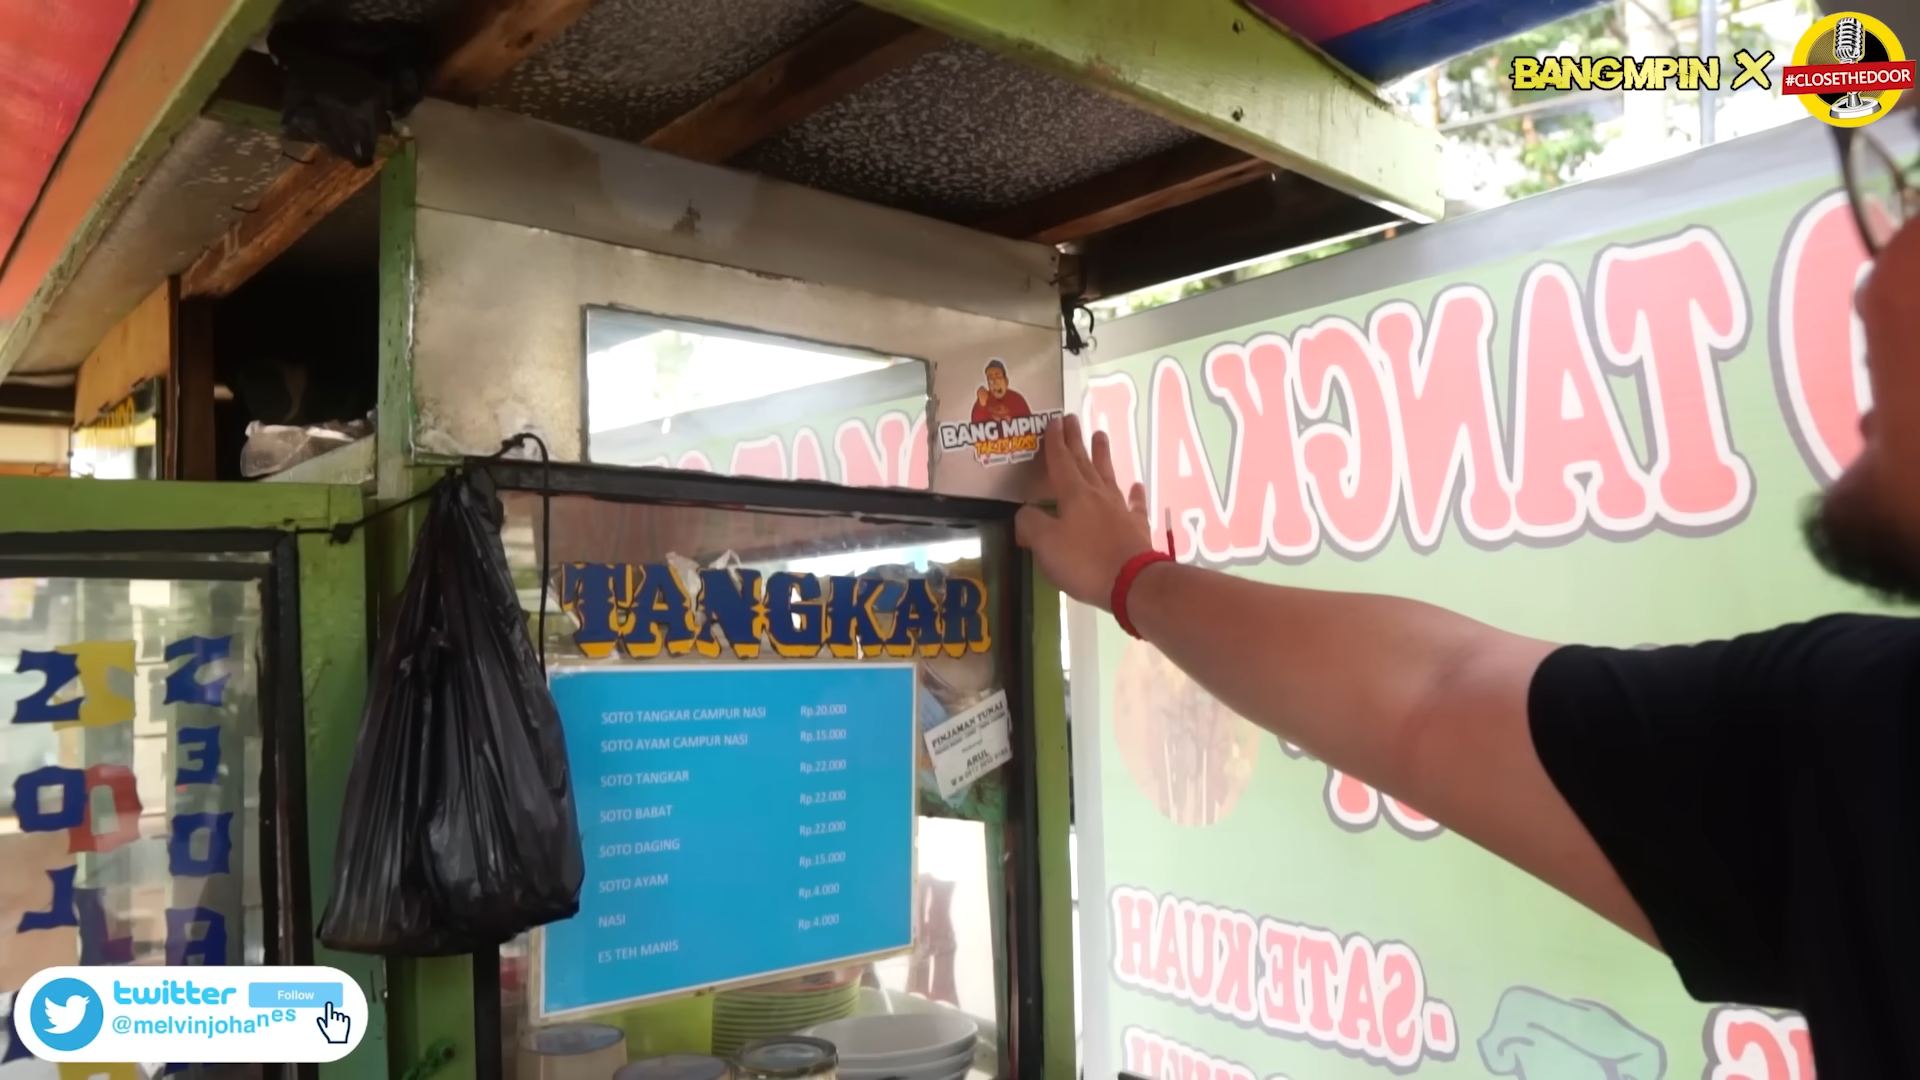 BANGMPIN X
#CLOSETHEDOOR
TANGKAR
BANG MPIN
TANGKAR
SOTO TANGKAR CAMPUR NASI Rp.20.000
SOTO AYAM CAMPUR NASI Rp.15.000
SOTO TANGKAR Rp.22.000
SOTO BABAT Rp.22.000
SOTO DAGING Rp.22.000
SOTO AYAM Rp.15.000
NASI Rp.4.000
ES TEH MANIS Rp.4.000
PINJAMAN TUNAI
ARUL
- SATE KUAH
twitter
Follow
@melvinjohanes